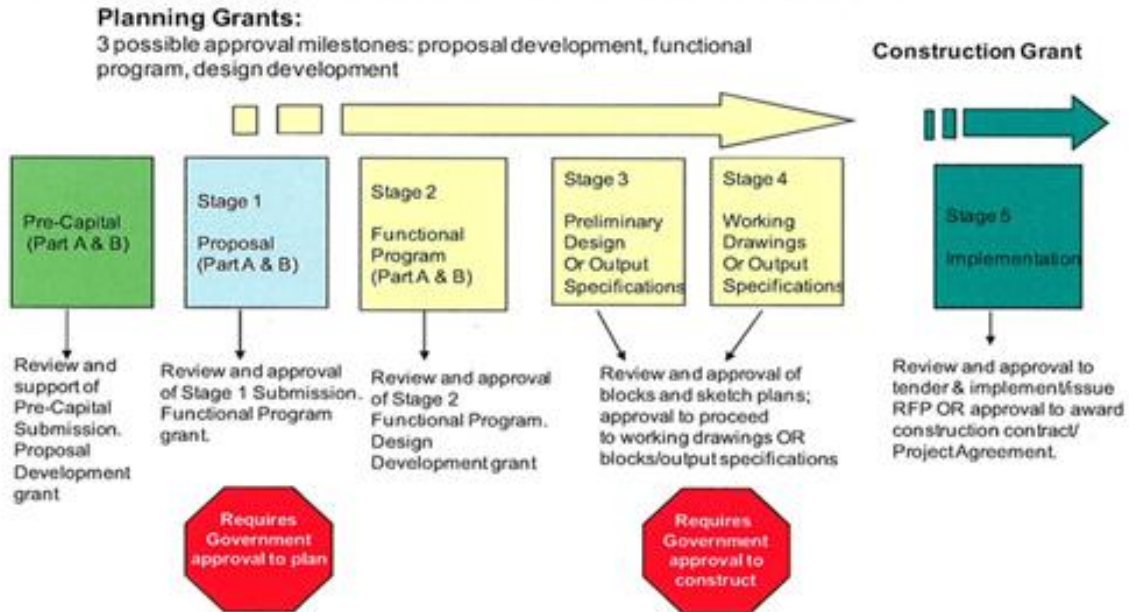 Planning Grants:
3 possible approval milestones: proposal development, functional
program, design development
Construction Grant
Pre-Capital
(Part A & B)
Stage 1
Proposal
(Part A & B)
Stage 2
Functional
Program
(Part A & B)
Stage 3
Preliminary
Design
Or Output
Specifications
Stage 4
Working
Drawings
Or Output
Specifications
Stage 5
Implementation
Review and
support of
Pre-Capital
Submission.
Proposal
Development
grant
Review and approval
of Stage 1 Submission.
Functional Program
grant.
Review and approval
of Stage 2
Functional Program.
Design
Development grant
Review and approval of
blocks and sketch plans;
approval to proceed
to working drawings OR
blocks/output specifications
Review and approval to
tender & implement/issue
RFP OR approval to award
construction contract/
Project Agreement.
Requires
Government
approval to plan
Requires
Government
approval to
construct